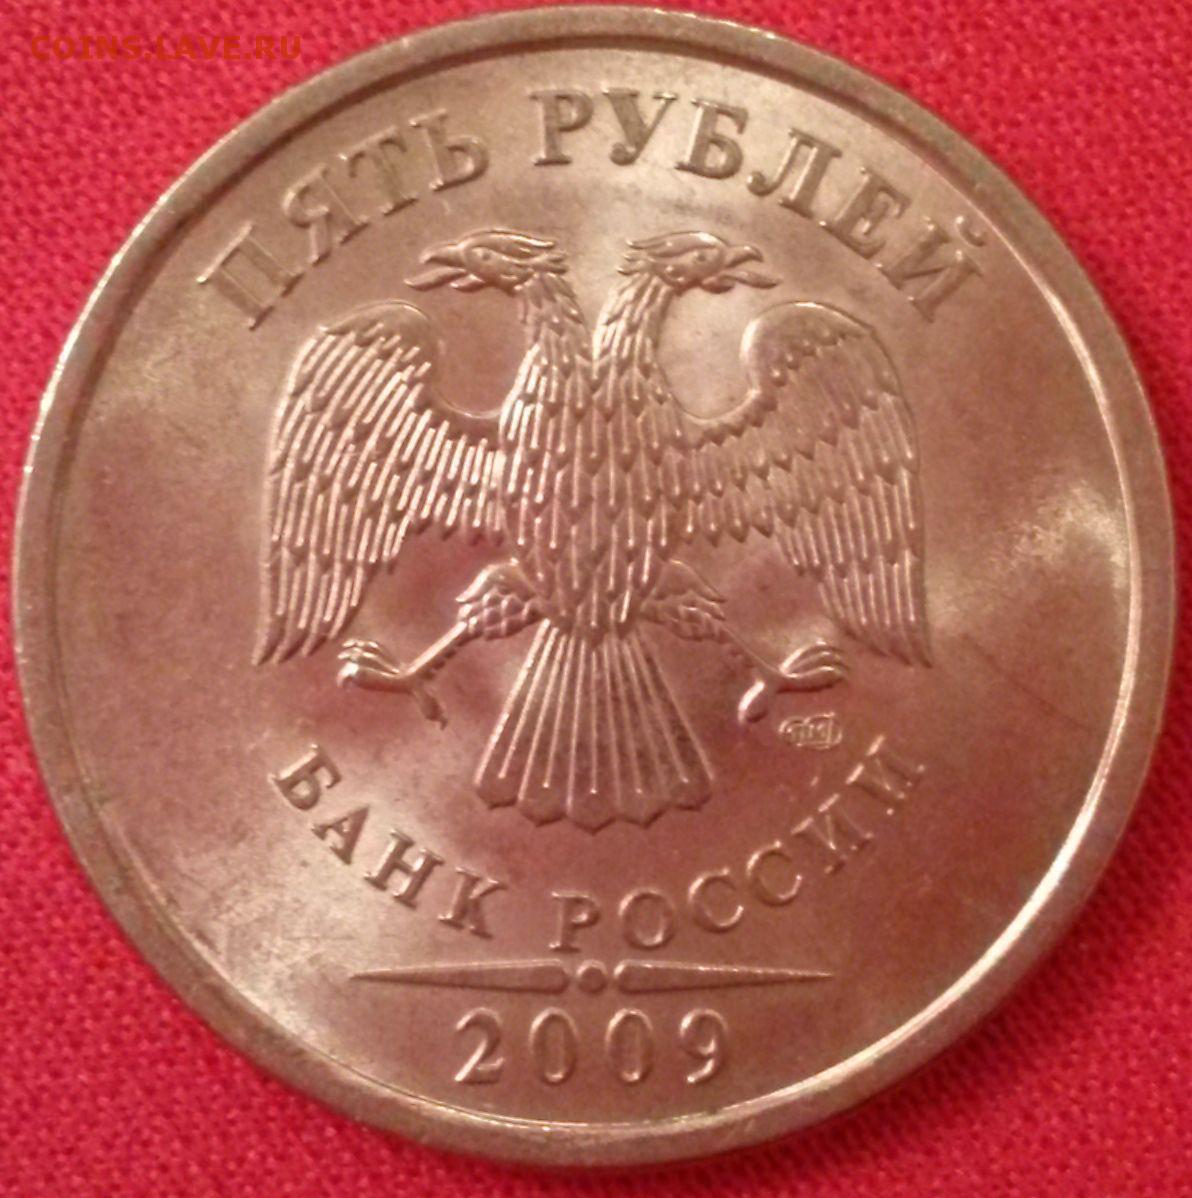 COINS.LAVE.RU
ПЯТЬ РУБЛЕЙ
БАНК РОССИИ
2009